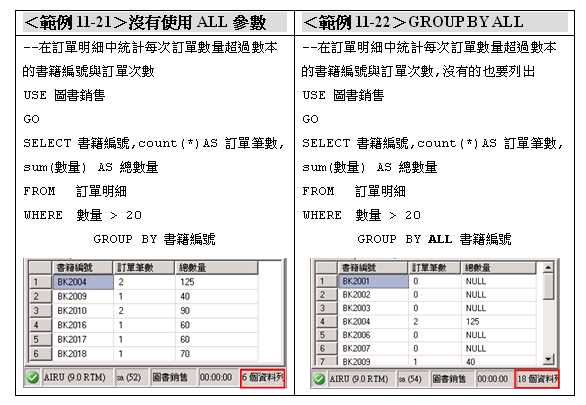 ＜範例 11-21＞沒有使用 ALL 參數
--在訂單明細中統計每次訂單數量超過數本
的書籍編號與訂單次數
USE 圖書銷售
GO
SELECT 書籍編號,count(*)AS 訂單筆數,
sum(數量) AS 總數量
FROM 訂單明細
WHERE 數量 > 20
GROUP BY 書籍編號
書籍編號 訂單筆數 總數量
1 BK2004 2 125
2 BK2009 1 40
3 BK2010 2 90
4 BK2016 1 60
5 BK2017 1 60
6 BK2018 1 70
AIRU (9.0 RTM) sa (52) 圖書銷售 00:00:00 6 個資料列
＜範例 11-22＞GROUP BY ALL
--在訂單明細中統計每次訂單數量超過數本
的書籍編號與訂單次數,沒有的也要列出
USE 圖書銷售
GO
SELECT 書籍編號,count(*)AS 訂單筆數,
sum(數量) AS 總數量
FROM 訂單明細
WHERE 數量 > 20
GROUP BY ALL 書籍編號
書籍編號 訂單筆數 總數量
1 BK2001 0 NULL
2 BK2002 0 NULL
3 BK2003 0 NULL
4 BK2004 2 125
5 BK2006 0 NULL
6 BK2007 0 NULL
7 BK2009 1 40
AIRU (9.0 RTM) sa (54) 圖書銷售 00:00:00 18 個資料列